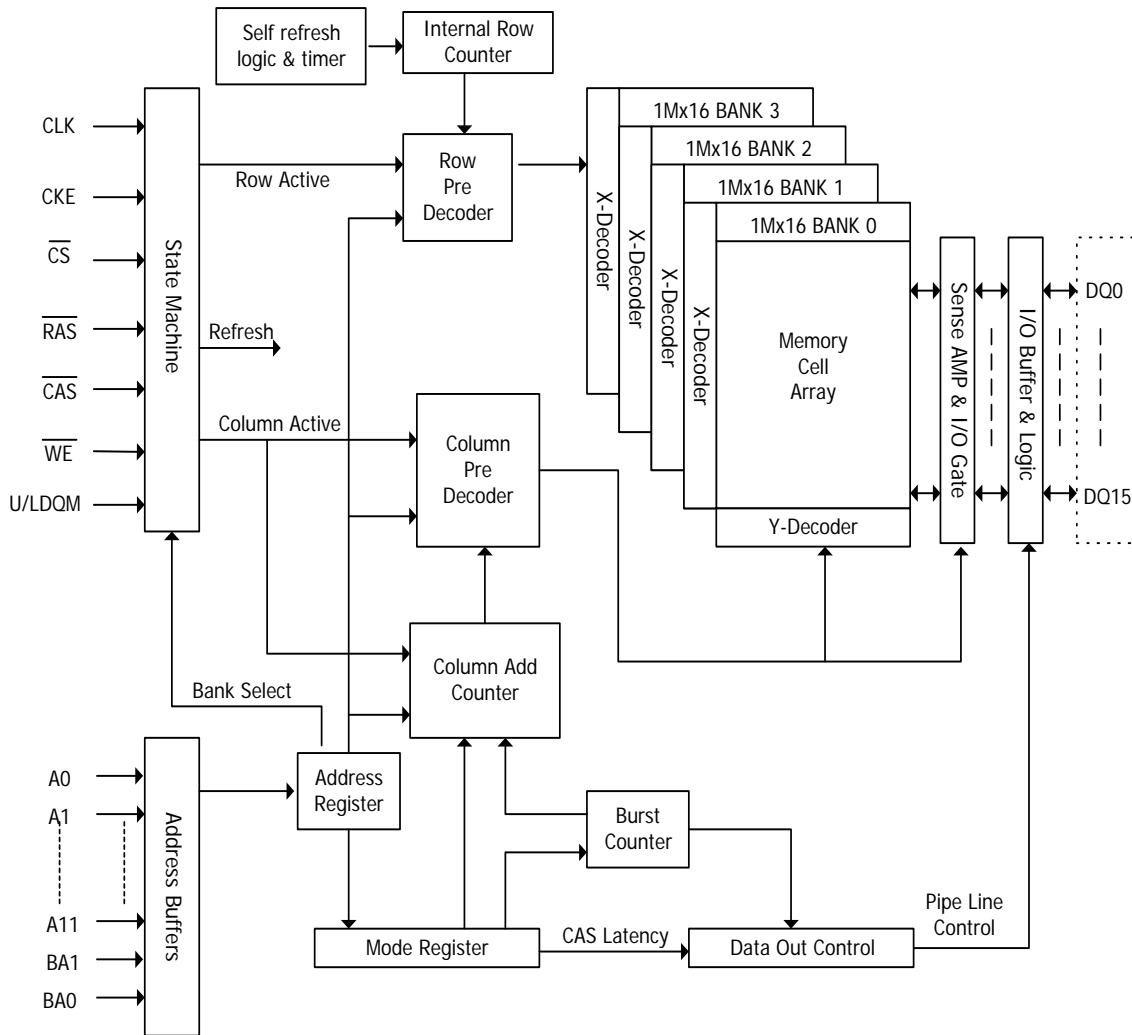 Self refresh
logic & timer
Internal Row
Counter
CLK
CKE
CS
RAS
CAS
WE
U/LDQM
State Machine
Row Active
Refresh
Column Active
Bank Select
Row
Pre
Decoder
Column
Pre
Decoder
Column Add
Counter
1Mx16 BANK 3
1Mx16 BANK 2
1Mx16 BANK 1
1Mx16 BANK 0
X-Decoder
X-Decoder
X-Decoder
X-Decoder
Memory
Cell
Array
Y-Decoder
Sense AMP & I/O Gate
I/O Buffer & Logic
DQ0
DQ15
A0
A1
A11
BA1
BA0
Address Buffers
Address
Register
Burst
Counter
Mode Register
CAS Latency
Data Out Control
Pipe Line
Control